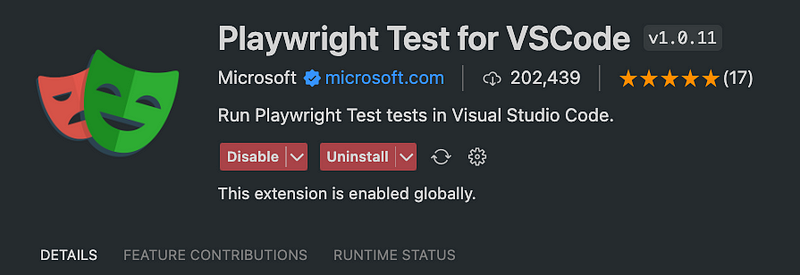 Playwright Test for VSCode v1.0.11
Microsoft microsoft.com 202,439 (17)
Run Playwright Test tests in Visual Studio Code.
Disable Uninstall
This extension is enabled globally.
DETAILS FEATURE CONTRIBUTIONS RUNTIME STATUS